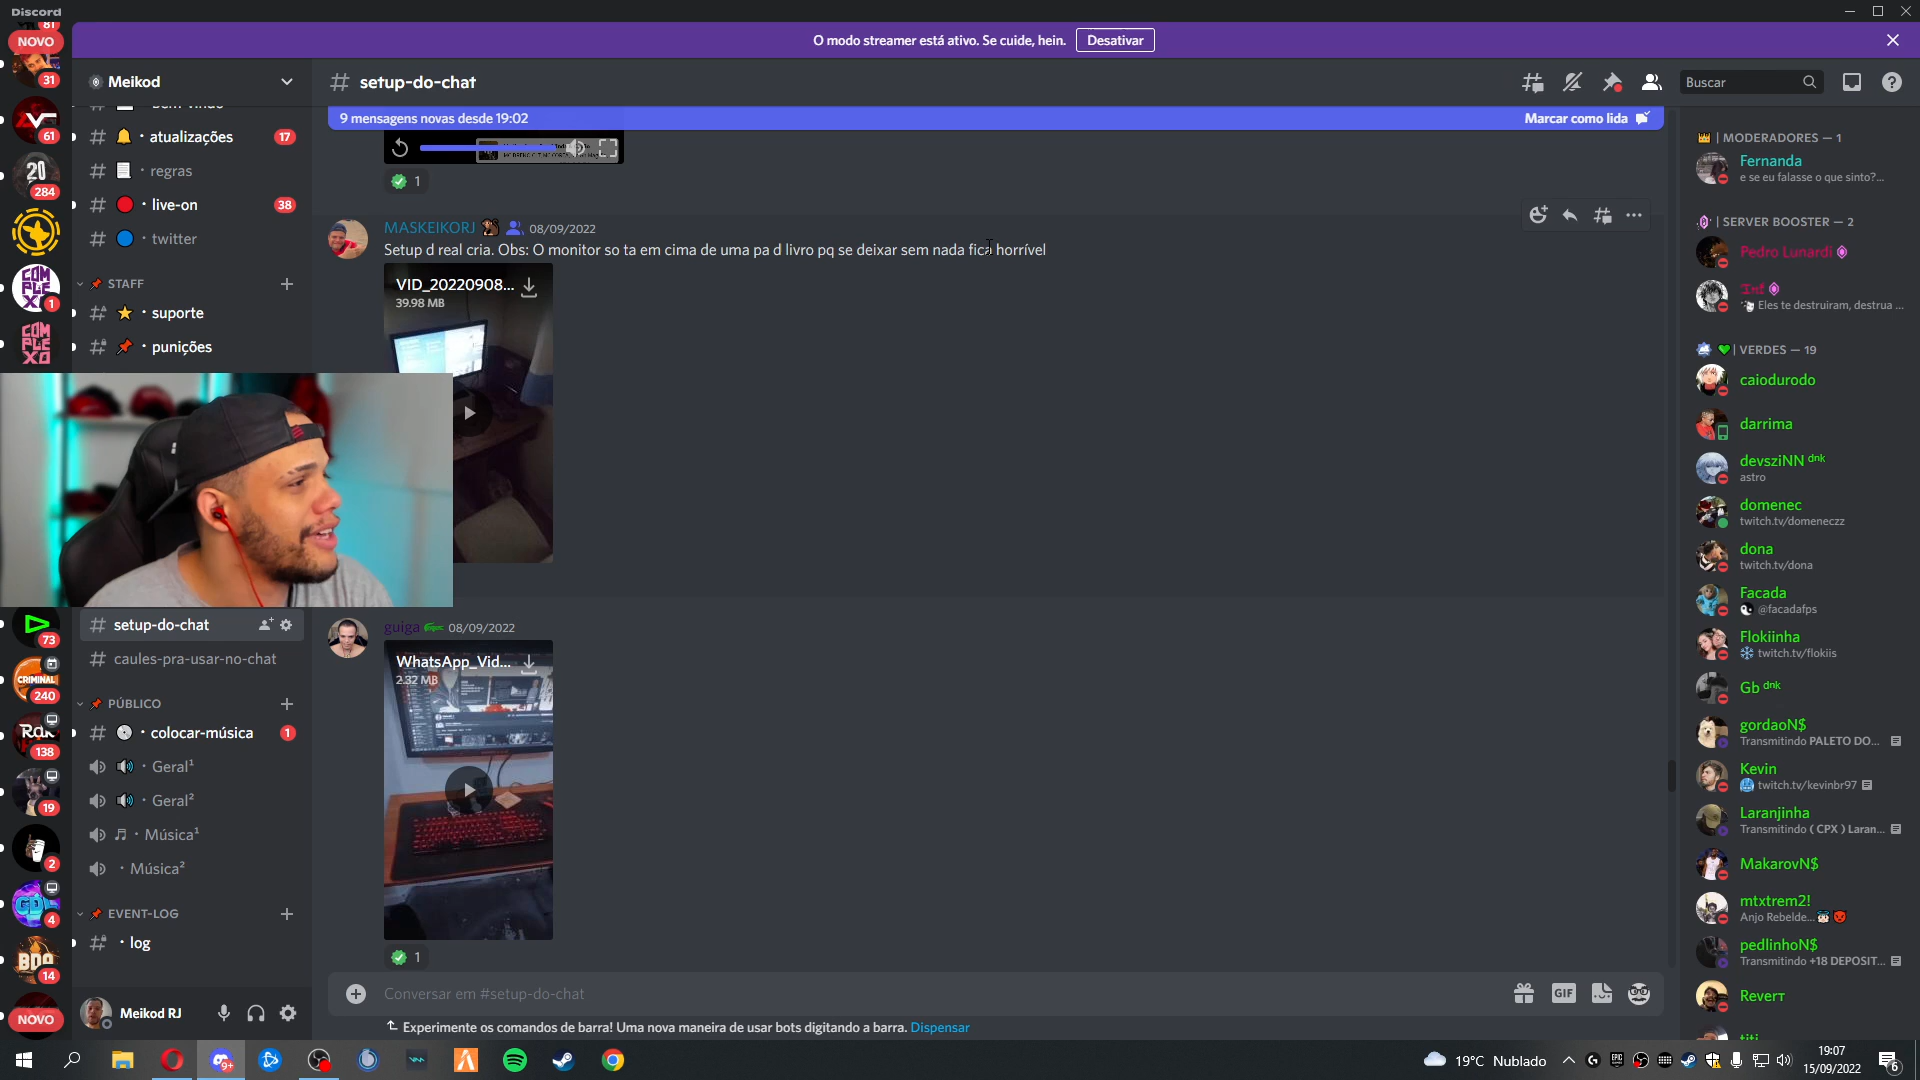 Discord
O modo streamer está ativo. Se cuide, hein.
Desativar
81
NOVO
31
61
20
284
COMPLEXO
1
COMPLEXO
73
CRIMINAL
240
138
19
2
4
14
NOVO
Meikod
· atualizações
17
· regras
· live-on
38
· twitter
STAFF
· suporte
· punições
setup-do-chat
caules-pra-usar-no-chat
PÚBLICO
· colocar-música
1
· Geral¹
· Geral²
· Música¹
· Música²
EVENT-LOG
· log
Meikod RJ
setup-do-chat
Buscar
9 mensagens novas desde 19:02
Marcar como lida
1
MASKEIKORJ
08/09/2022
Setup d real cria. Obs: O monitor so ta em cima de uma pa d livro pq se deixar sem nada fica horrível
VID_20220908...
39.98 MB
guiga
08/09/2022
WhatsApp_Vid...
2.32 MB
1
Conversar em #setup-do-chat
GIF
Experimente os comandos de barra! Uma nova maneira de usar bots digitando a barra. Dispensar
| MODERADORES — 1
Fernanda
e se eu falasse o que sinto?...
| SERVER BOOSTER — 2
Pedro Lunardi
Eles te destruiram, destrua ...
| VERDES — 19
caiodurodo
darrima
devsziNN ᵈⁿᵏ
astro
domenec
twitch.tv/domeneczz
dona
twitch.tv/dona
Facada
@facadafps
Flokiinha
twitch.tv/flokiis
Gb ᵈⁿᵏ
gordaoN$
Transmitindo PALETO DO...
Kevin
twitch.tv/kevinbr97
Laranjinha
Transmitindo ( CPX ) Laran...
MakarovN$
mtxtrem2!
Anjo Rebelde...
pedlinhoN$
Transmitindo +18 DEPOSIT...
Reverт
9+
19°C Nublado
19:07
15/09/2022
6